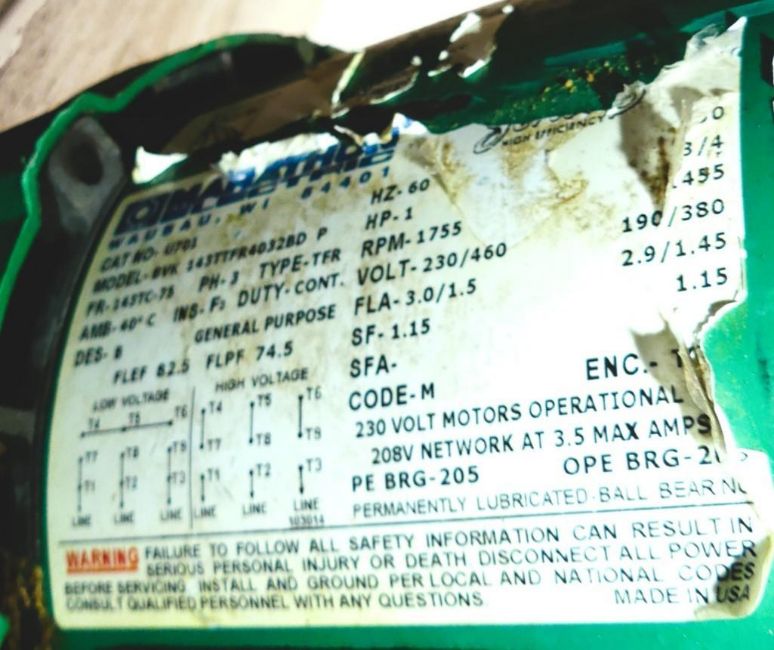 MARATHON
ELECTRIC
HIGH EFFICIENCY
WAUSAU, WI 54401
CAT NO- U701
MODEL- 143TTFR4032BD P
FR-143TC-
PH-3 TYPE-TFR
AMB-40° C INS- DUTY-CONT.
DES- B GENERAL PURPOSE
FLEF 82.5 FLPF 74.5
HZ- 60
HP-1 3/4
RPM-1755
VOLT-230/460 190/380
FLA-3.0/1.5 2.9/1.45
SF-1.15 1.15
SFA-
CODE-M ENC.-
230 VOLT MOTORS OPERATIONAL
208V NETWORK AT 3.5 MAX AMPS
PE BRG-205 OPE BRG-
PERMANENTLY LUBRICATED BALL
LOW VOLTAGE HIGH VOLTAGE
T4 T5 T6 T4 T5 T6
T7 T8 T9 T7 T8 T9
T1 T2 T3 T1 T2 T3
LINE LINE LINE LINE LINE LINE
WARNING FAILURE TO FOLLOW ALL SAFETY INFORMATION CAN RESULT IN
SERIOUS PERSONAL INJURY OR DEATH DISCONNECT ALL POWER
BEFORE SERVICING INSTALL AND GROUND PER LOCAL AND NATIONAL CODES
CONSULT QUALIFIED PERSONNEL WITH ANY QUESTIONS MADE IN USA